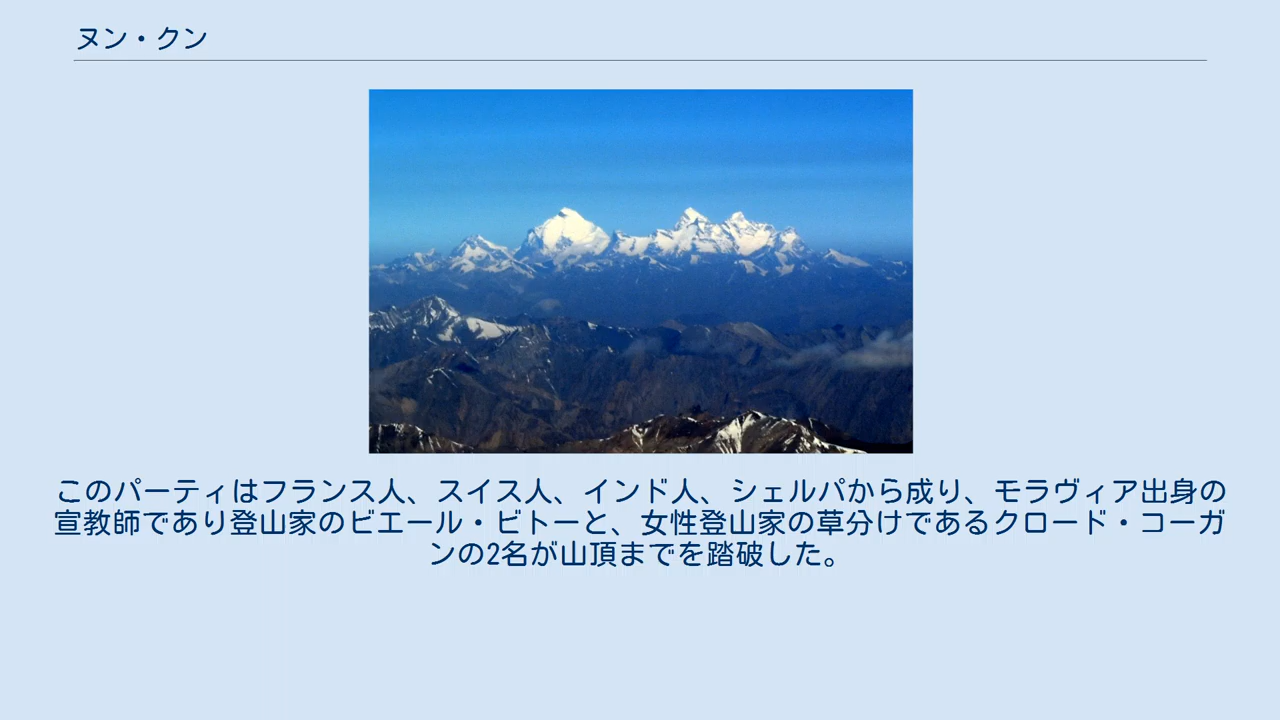 ヌン・クン
このパーティはフランス人、スイス人、インド人、シェルパから成り、モラヴィア出身の
宣教師であり登山家のビエール・ビトーと、女性登山家の草分けであるクロード・コーガ
ンの2名が山頂までを踏破した。